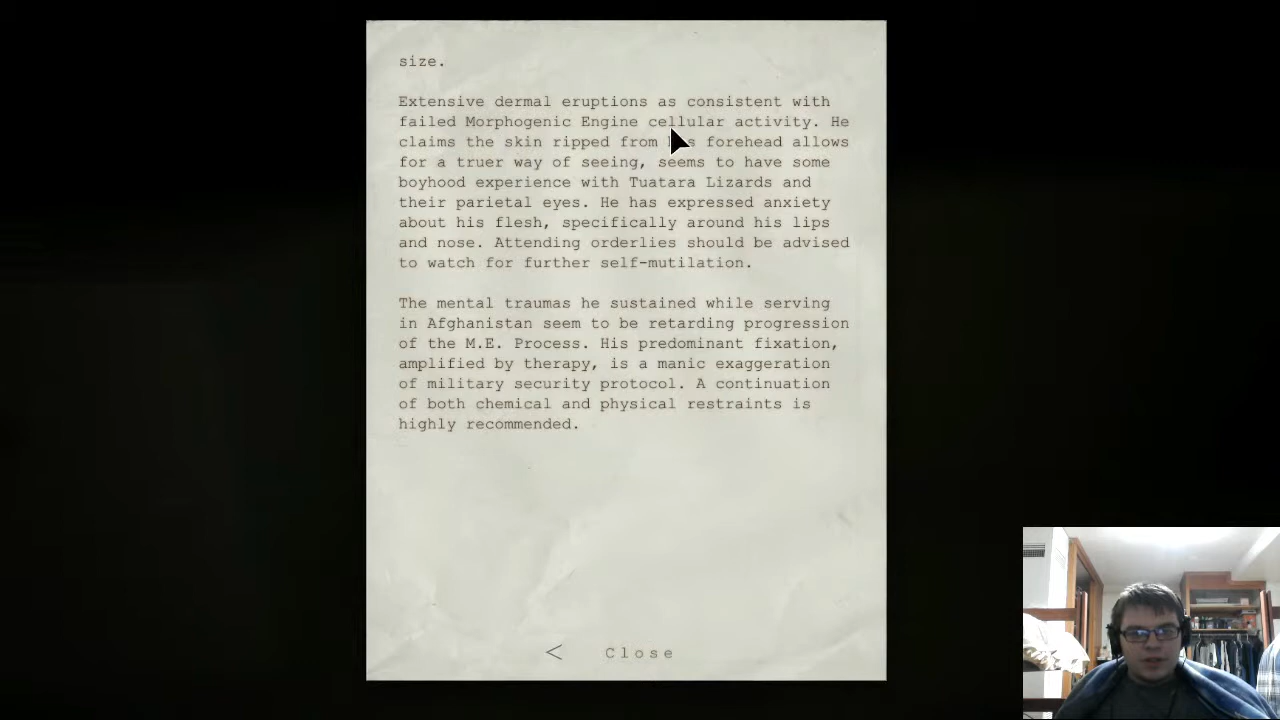 size.
Extensive dermal eruptions as consistent with
failed Morphogenic Engine cellular activity. He
claims the skin ripped from forehead allows
for a truer way of seeing, seems to have some
boyhood experience with Tuatara Lizards and
their parietal eyes. He has expressed anxiety
about his flesh, specifically around his lips
and nose. Attending orderlies should be advised
to watch for further self-mutilation.
The mental traumas he sustained while serving
in Afghanistan seem to be retarding progression
of the M.E. Process. His predominant fixation,
amplified by therapy, is a manic exaggeration
of military security protocol. A continuation
of both chemical and physical restraints is
highly recommended.
< Close